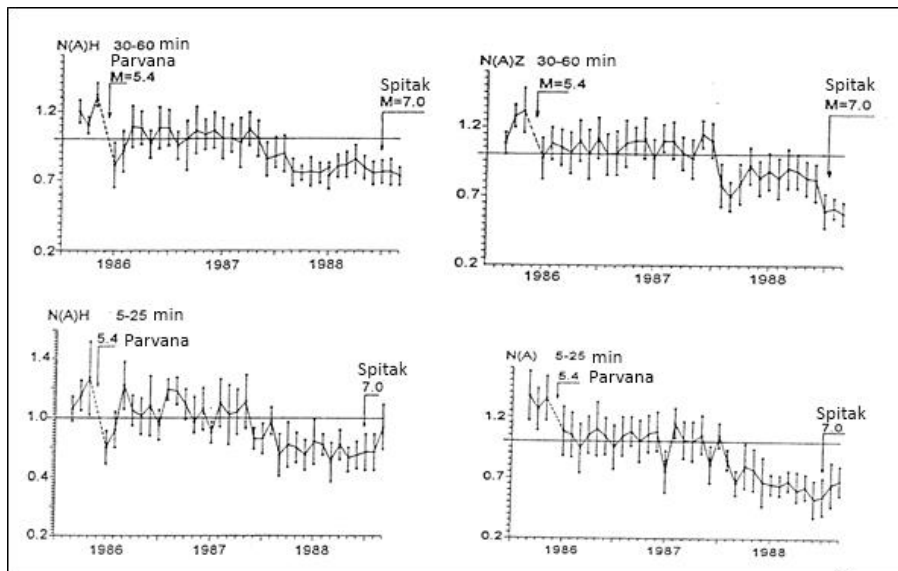 N(A)H 30-60 min
Parvana
M=5.4
Spitak
M=7.0
1.2
0.7
0.2
1986
1987
1988
N(A)Z 30-60 min
M=5.4
Spitak
M=7.0
1.2
0.7
0.2
1986
1987
1988
N(A)H 5-25 min
5.4 Parvana
Spitak
7.0
1.4
1.0
0.4
0.2
1986
1987
1988
N(A) 5-25 min
5.4 Parvana
Spitak
7.0
1.2
0.7
0.2
1986
1987
1988